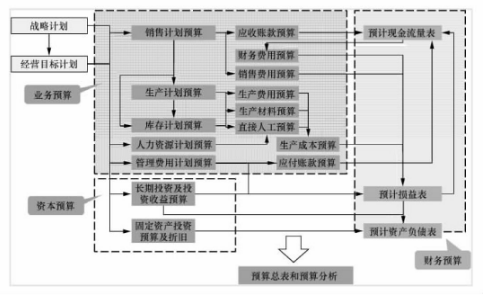 战略计划
经营目标计划
业务预算
资本预算
销售计划预算
生产计划预算
库存计划预算
人力资源计划预算
管理费用计划预算
长期投资及投
资收益预算
固定资产投资
预算及折旧
应收账款预算
财务费用预算
销售费用预算
生产费用预算
生产材料预算
直接人工预算
生产成本预算
应付账款预算
预计现金流量表
预计损益表
预计资产负债表
财务预算
预算总表和预算分析